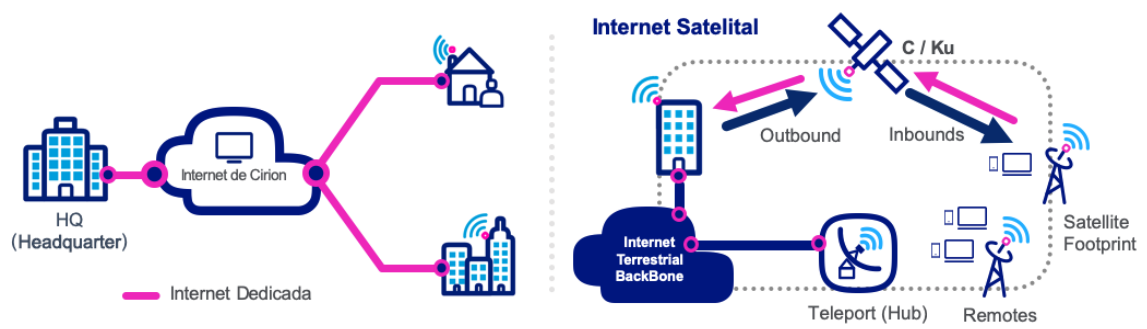 Internet de Cirion
HQ
(Headquarter)
Internet Dedicada
Internet Satelital
C / Ku
Outbound
Inbounds
Internet
Terrestrial
BackBone
Teleport (Hub)
Remotes
Satellite
Footprint